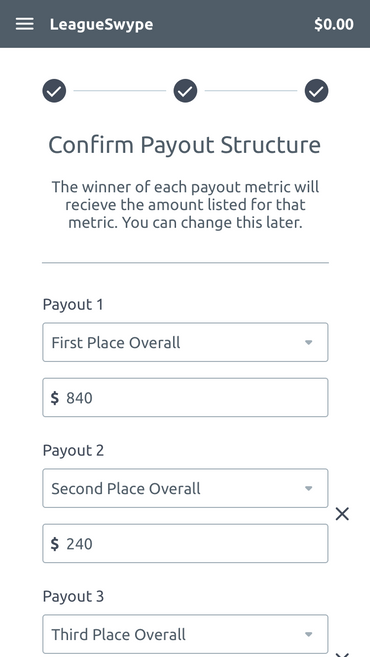 LeagueSwype
$0.00
Confirm Payout Structure
The winner of each payout metric will
recieve the amount listed for that
metric. You can change this later.
Payout 1
First Place Overall
$ 840
Payout 2
Second Place Overall
$ 240
Payout 3
Third Place Overall